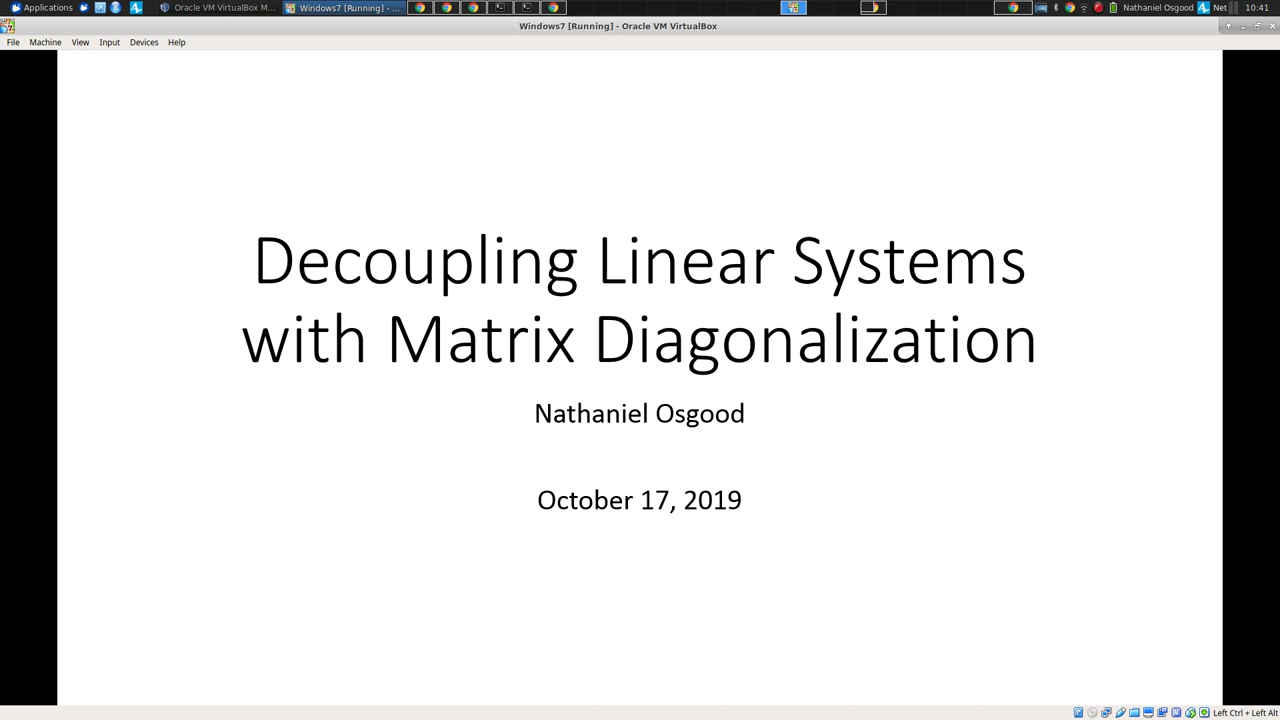 Applications
Oracle VM VirtualBox M...
Windows7 [Running] - ...
Nathaniel Osgood
Net
10:41
Windows7 [Running] - Oracle VM VirtualBox
File Machine View Input Devices Help
Decoupling Linear Systems
with Matrix Diagonalization
Nathaniel Osgood
October 17, 2019
Left Ctrl + Left Alt